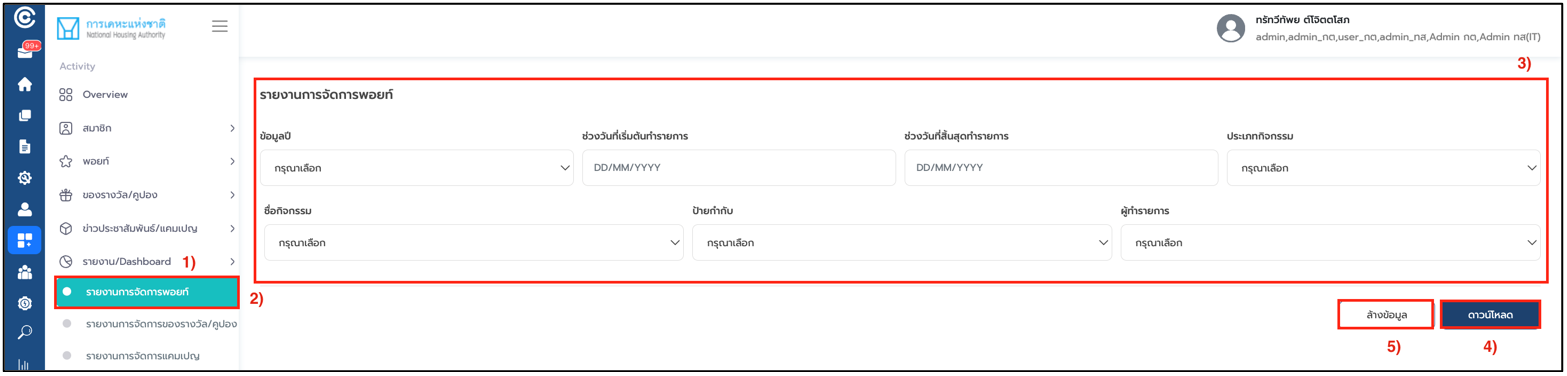 การเคหะแห่งชาติ
National Housing Authority
99+
กรักวีทัพย ต์โจิตตโสภ
admin,admin_กต,user_กต,admin_กส,Admin กต,Admin กส(IT)
Activity
Overview
สมาชิก
พอยท์
ของรางวัล/คูปอง
ข่าวประชาสัมพันธ์/แคมเปญ
รายงาน/Dashboard 1)
รายงานการจัดการพอยท์
2)
รายงานการจัดการของรางวัล/คูปอง
รายงานการจัดการแคมเปญ
3)
รายงานการจัดการพอยท์
ข้อมูลปี ช่วงวันที่เริ่มต้นทำรายการ ช่วงวันที่สิ้นสุดทำรายการ ประเภทกิจกรรม
กรุณาเลือก DD/MM/YYYY DD/MM/YYYY กรุณาเลือก
ชื่อกิจกรรม ป้ายกำกับ ผู้ทำรายการ
กรุณาเลือก กรุณาเลือก กรุณาเลือก
ล้างข้อมูล ดาวน์โหลด
5) 4)